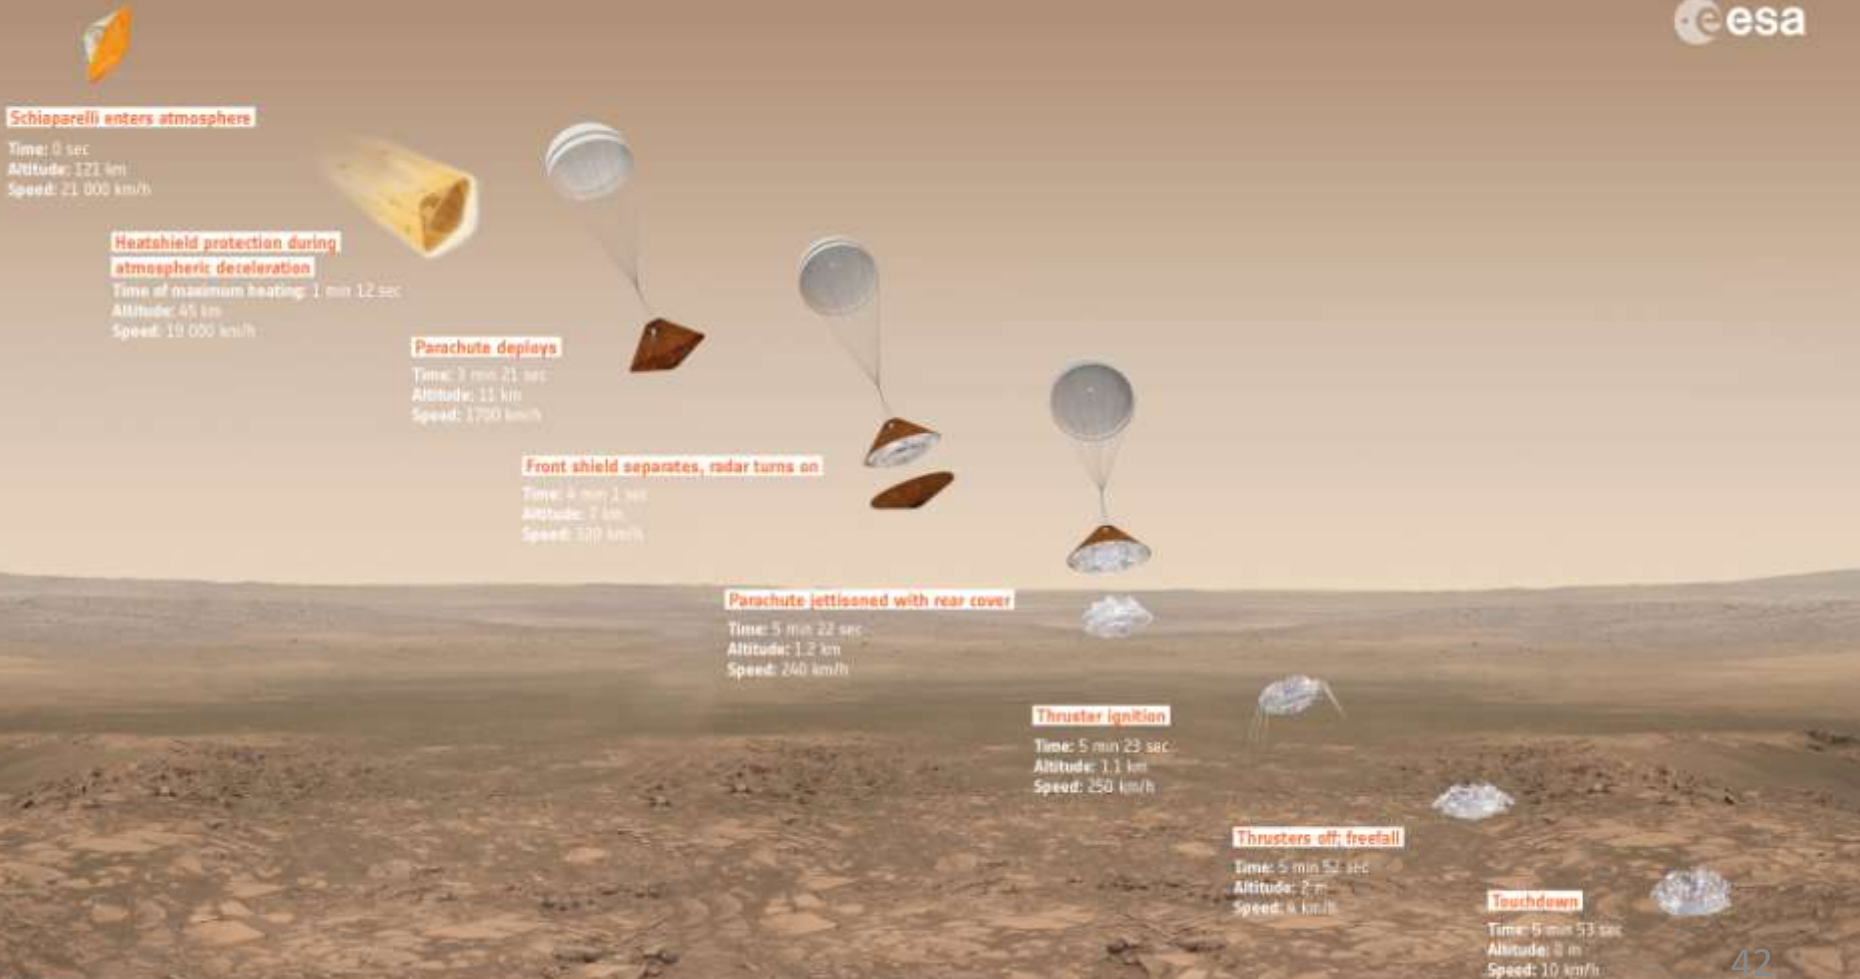 esa
Schiaparelli enters atmosphere
Time: 0 sec
Altitude: 121 km
Speed: 21 000 km/h
Heatshield protection during
atmospheric deceleration
Time of maximum heating: 1 min 12 sec
Altitude: 45 km
Speed: 19 000 km/h
Parachute deploys
Time: 3 min 21 sec
Altitude: 11 km
Speed: 1700 km/h
Front shield separates, radar turns on
Time: 4 min 1 sec
Altitude: 7 km
Speed: 320 km/h
Parachute jettisoned with rear cover
Time: 5 min 22 sec
Altitude: 1.2 km
Speed: 240 km/h
Thruster ignition
Time: 5 min 23 sec
Altitude: 1.1 km
Speed: 250 km/h
Thrusters off; freefall
Time: 5 min 52 sec
Altitude: 2 m
Speed: 4 km/h
Touchdown
Time: 5 min 53 sec
Altitude: 0 m
Speed: 10 km/h
42